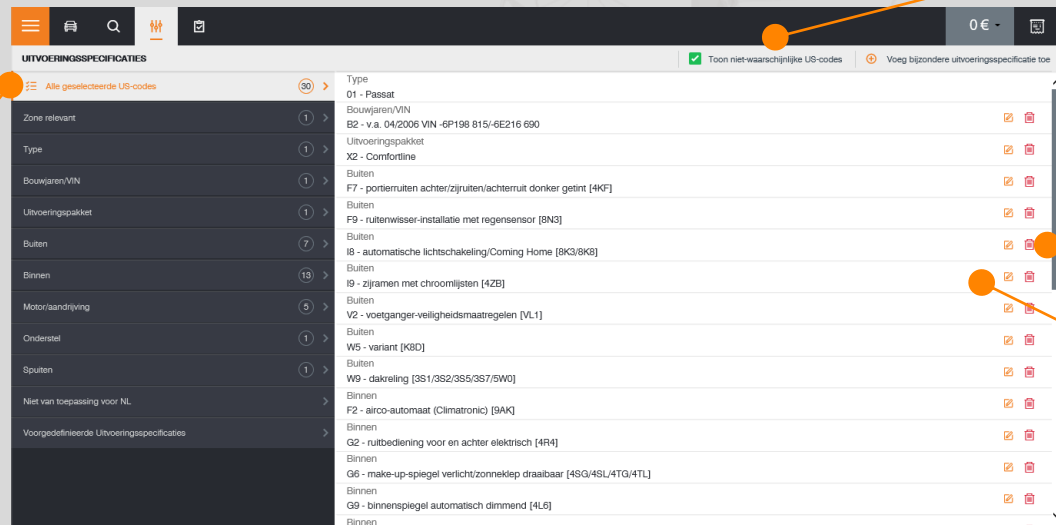 0 €
UITVOERINGSSPECIFICATIES
Toon niet-waarschijnlijke US-codes
Voeg bijzondere uitvoeringsspecificatie toe
Alle geselecteerde US-codes 30
Zone relevant 1
Type 1
Bouwjaren/VIN 1
Uitvoeringspakket 1
Buiten 7
Binnen 13
Motor/aandrijving 5
Onderstel 1
Spuiten 1
Niet van toepassing voor NL
Voorgedefinieerde Uitvoeringsspecificaties
Type
01 - Passat
Bouwjaren/VIN
B2 - v.a. 04/2006 VIN -6P198 815/-6E216 690
Uitvoeringspakket
X2 - Comfortline
Buiten
F7 - portierruiten achter/zijruiten/achterruit donker getint [4KF]
Buiten
F9 - ruitenwisser-installatie met regensensor [8N3]
Buiten
I8 - automatische lichtschakeling/Coming Home [8K3/8K8]
Buiten
I9 - zijramen met chroomlijsten [4ZB]
Buiten
V2 - voetganger-veiligheidsmaatregelen [VL1]
Buiten
W5 - variant [K8D]
Buiten
W9 - dakreling [3S1/3S2/3S5/3S7/5W0]
Binnen
F2 - airco-automaat (Climatronic) [9AK]
Binnen
G2 - ruitbediening voor en achter elektrisch [4R4]
Binnen
G6 - make-up-spiegel verlicht/zonneklep draaibaar [4SG/4SL/4TG/4TL]
Binnen
G9 - binnenspiegel automatisch dimmend [4L6]
Binnen